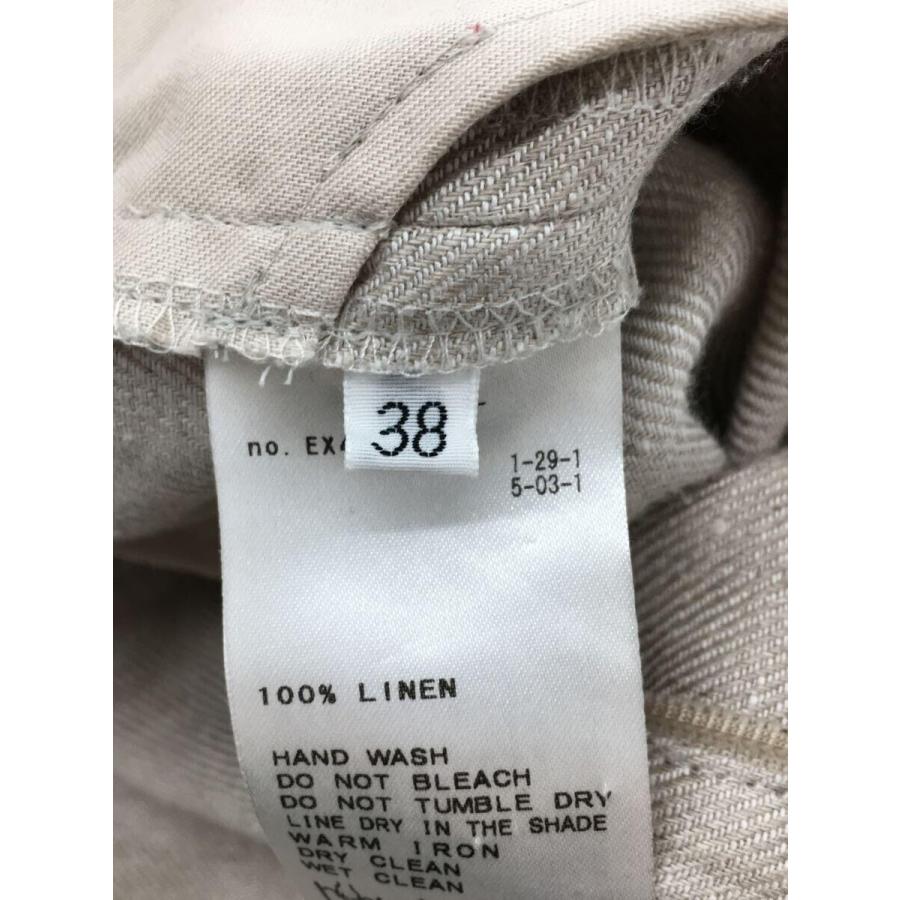 38
no. EX
1-29-1
5-03-1
100% LINEN
HAND WASH
DO NOT BLEACH
DO NOT TUMBLE DRY
LINE DRY IN THE SHADE
WARM IRON
DRY CLEAN
WET CLEAN